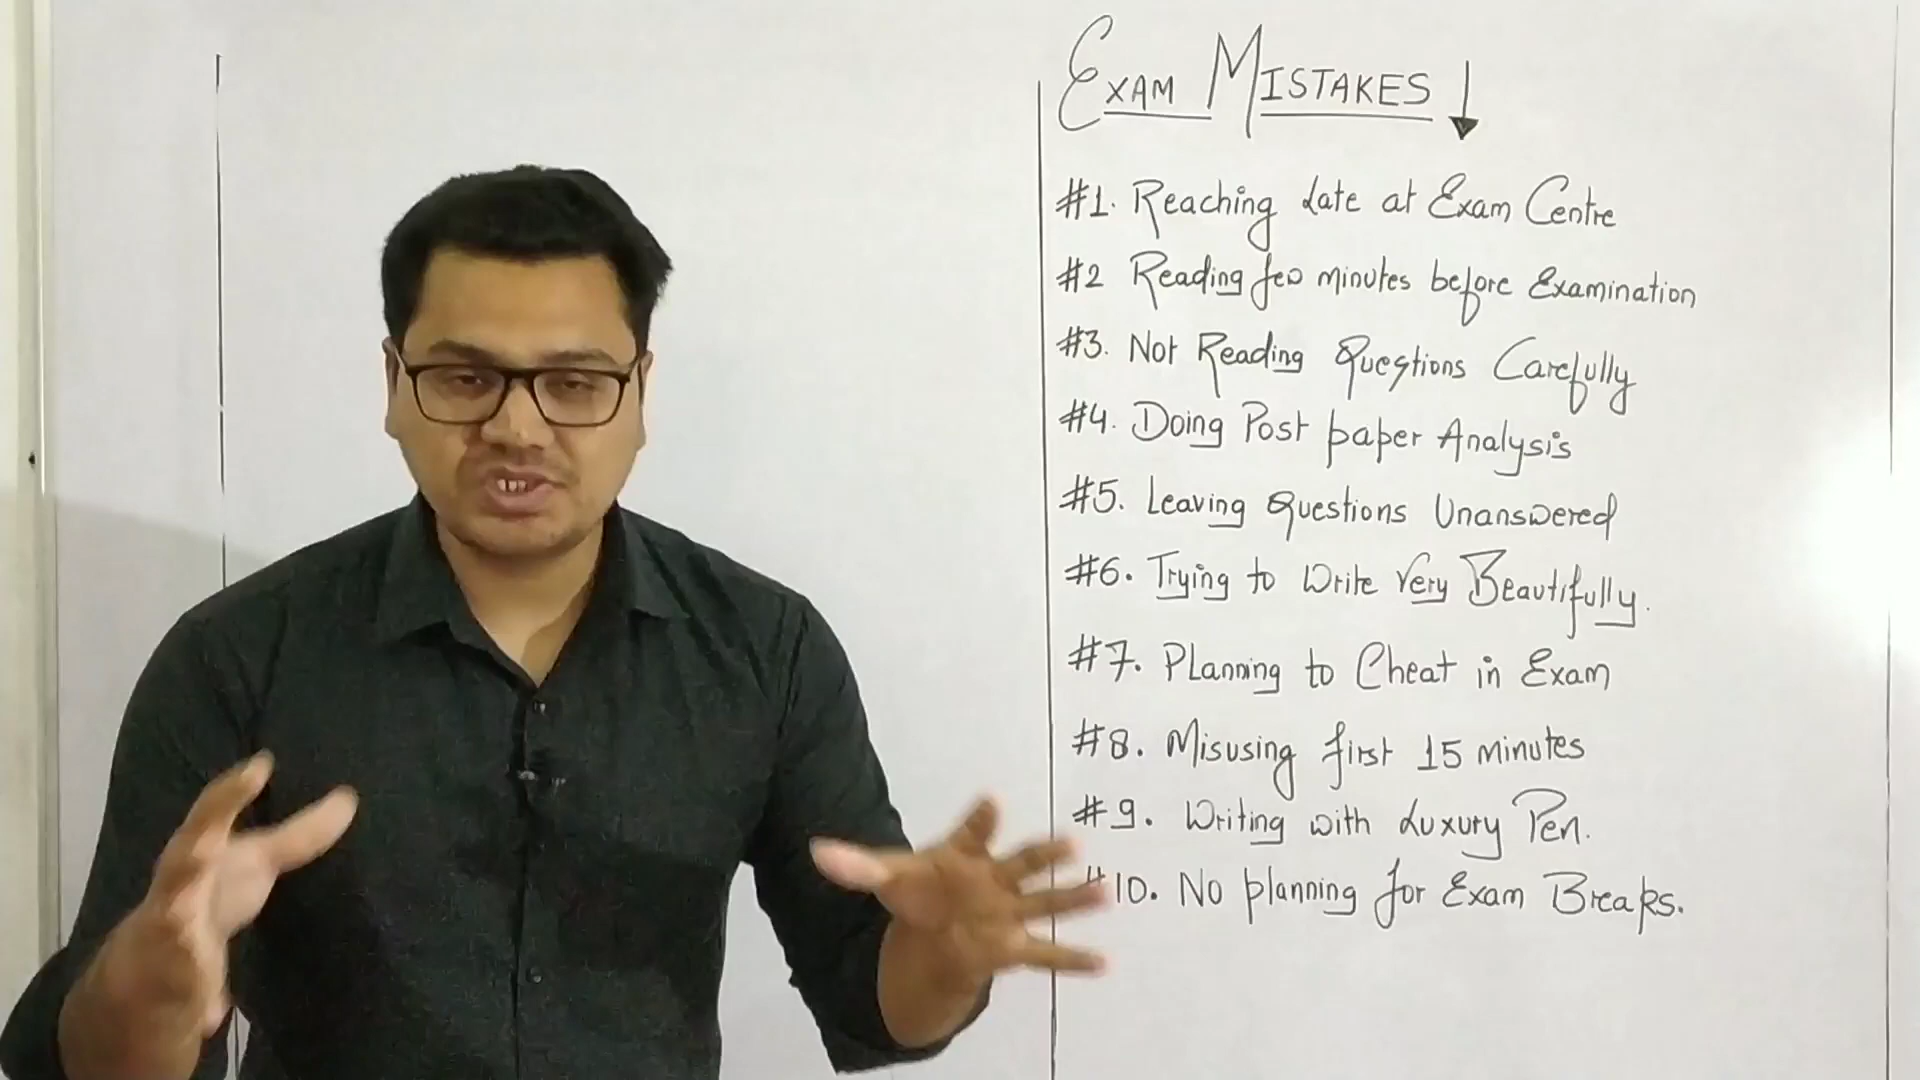 EXAM MISTAKES ↓
#1. Reaching Late at Exam Centre
#2 Reading few minutes before Examination
#3. Not Reading Questions Carefully
#4. Doing Post paper Analysis
#5. Leaving Questions Unanswered
#6. Trying to Write Very Beautifully.
#7. Planning to Cheat in Exam
#8. Misusing first 15 minutes
#9. Writing with Luxury Pen.
#10. No planning for Exam Breaks.